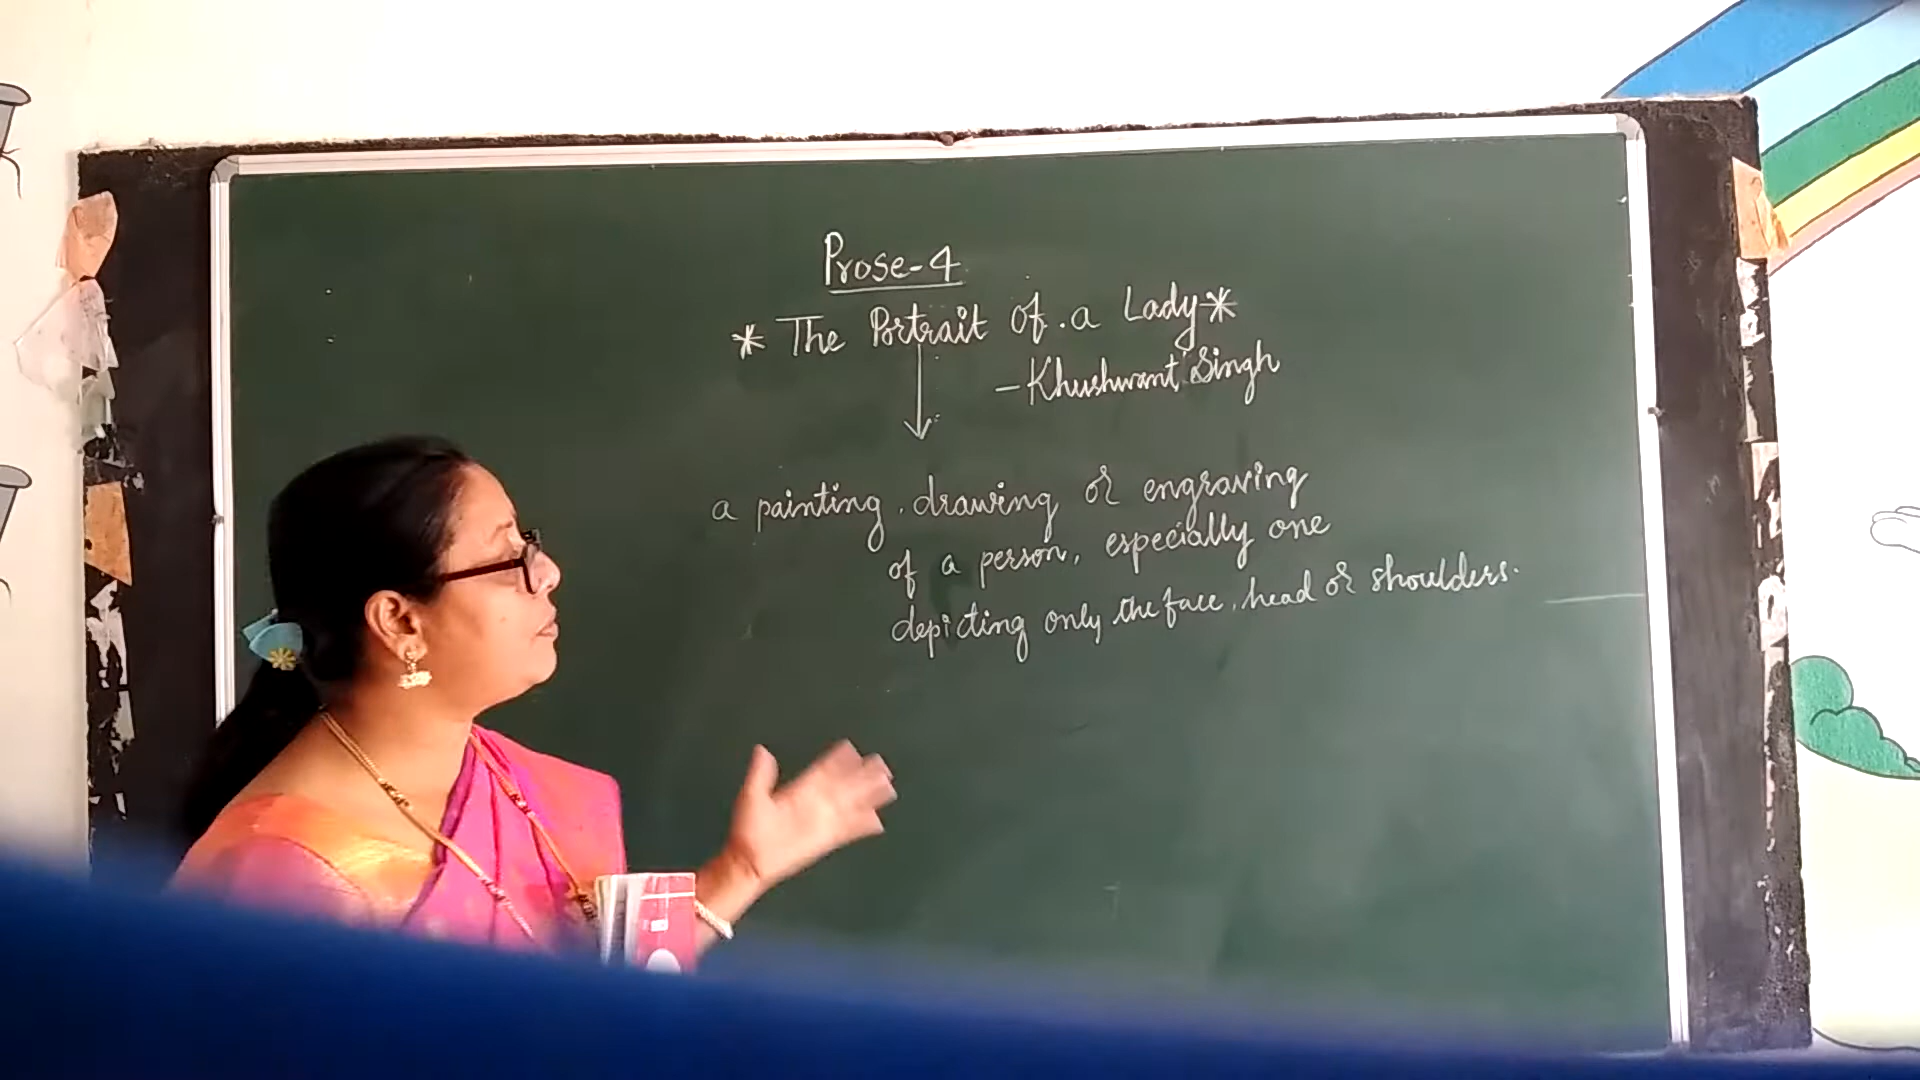 Prose-4
* The Portrait of a Lady *
- Khushwant Singh
a painting, drawing or engraving
of a person, especially one
depicting only the face, head or shoulders.